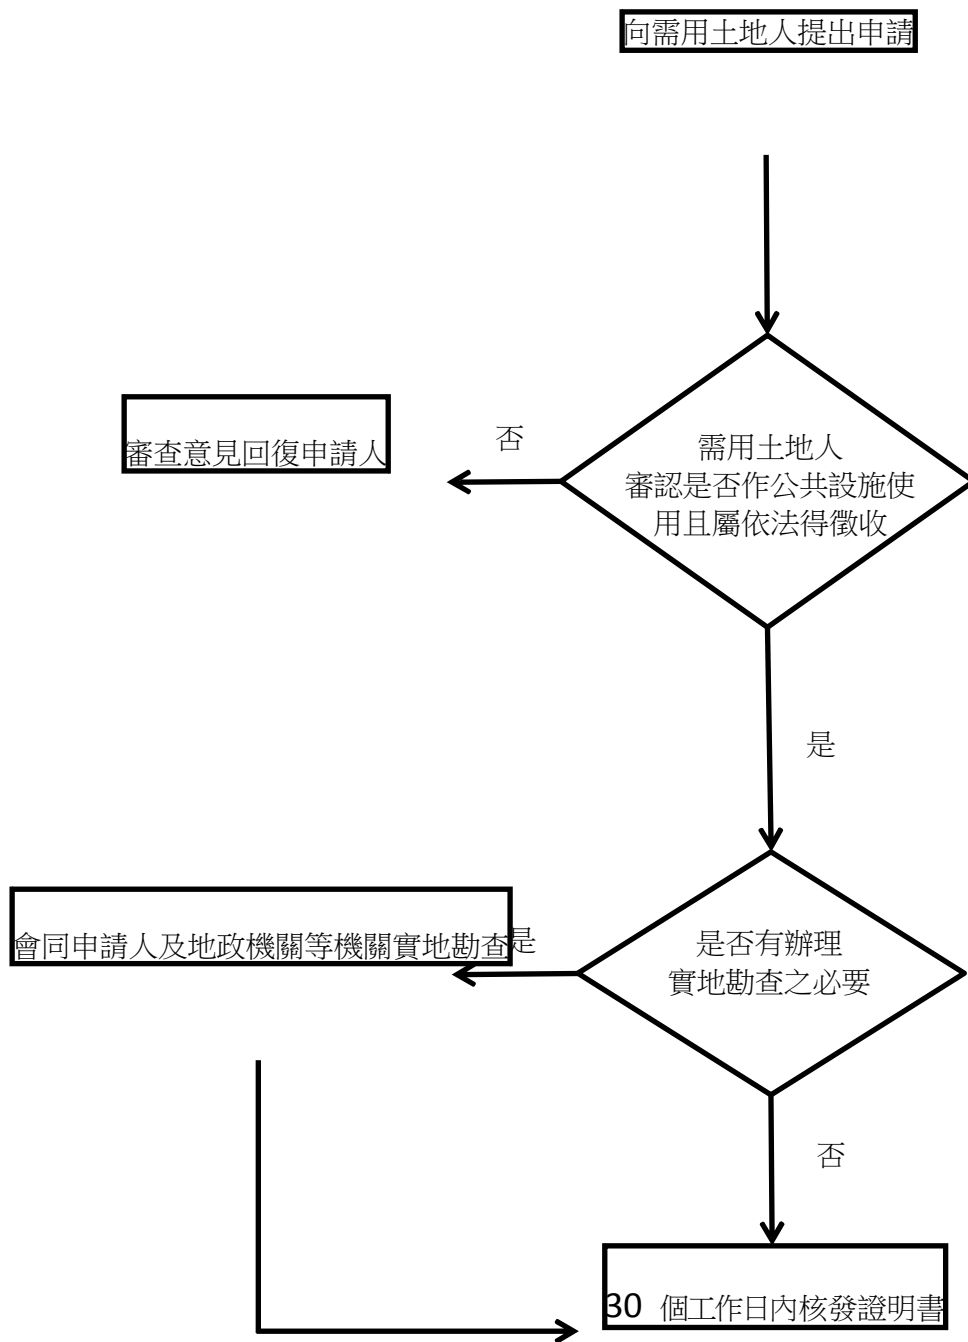 向需用土地人提出申請
需用土地人
審認是否作公共設施使
用且屬依法得徵收
否
審查意見回復申請人
是
是否有辦理
實地勘查之必要
是
會同申請人及地政機關等機關實地勘查
否
30 個工作日內核發證明書